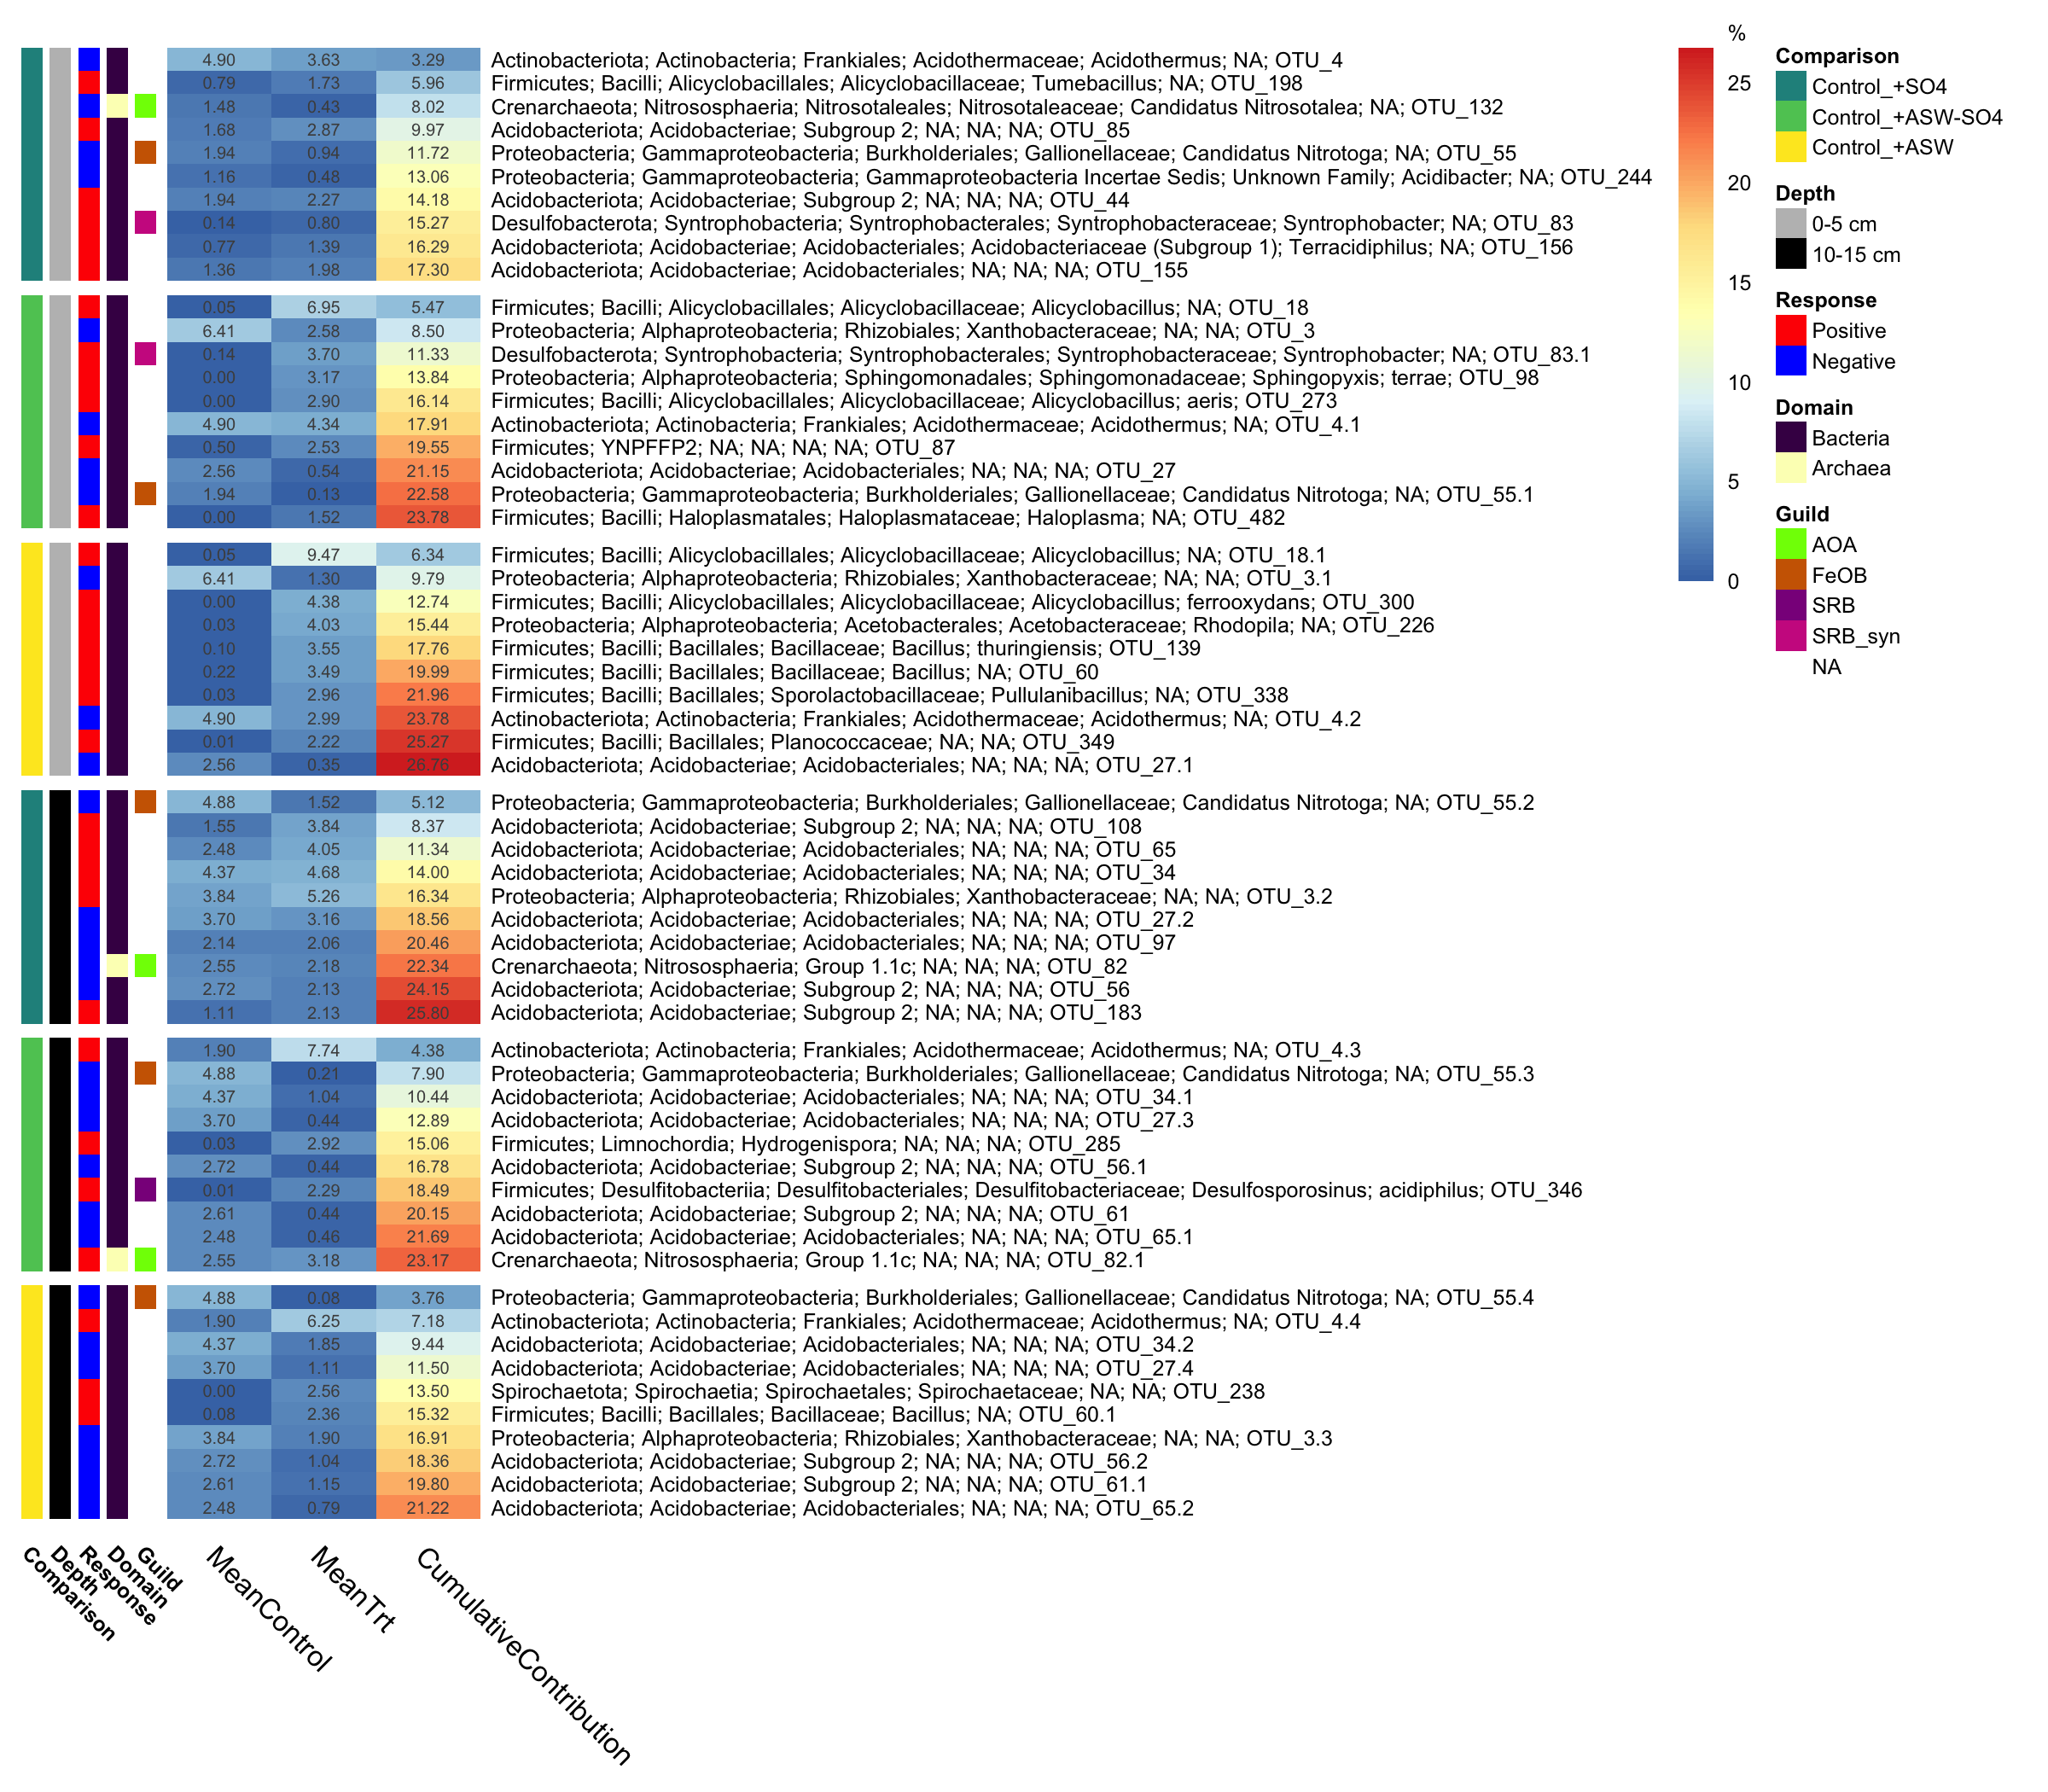 4.90 3.63 3.29 Actinobacteriota; Actinobacteria; Frankiales; Acidothermaceae; Acidothermus; NA; OTU_4
0.79 1.73 5.96 Firmicutes; Bacilli; Alicyclobacillales; Alicyclobacillaceae; Tumebacillus; NA; OTU_198
1.48 0.43 8.02 Crenarchaeota; Nitrososphaeria; Nitrosotaleales; Nitrosotaleaceae; Candidatus Nitrosotalea; NA; OTU_132
1.68 2.87 9.97 Acidobacteriota; Acidobacteriae; Subgroup 2; NA; NA; NA; OTU_85
1.94 0.94 11.72 Proteobacteria; Gammaproteobacteria; Burkholderiales; Gallionellaceae; Candidatus Nitrotoga; NA; OTU_55
1.16 0.48 13.06 Proteobacteria; Gammaproteobacteria; Gammaproteobacteria Incertae Sedis; Unknown Family; Acidibacter; NA; OTU_244
1.94 2.27 14.18 Acidobacteriota; Acidobacteriae; Subgroup 2; NA; NA; NA; OTU_44
0.14 0.80 15.27 Desulfobacterota; Syntrophobacteria; Syntrophobacterales; Syntrophobacteraceae; Syntrophobacter; NA; OTU_83
0.77 1.39 16.29 Acidobacteriota; Acidobacteriae; Acidobacteriales; Acidobacteriaceae (Subgroup 1); Terracidiphilus; NA; OTU_156
1.36 1.98 17.30 Acidobacteriota; Acidobacteriae; Acidobacteriales; NA; NA; NA; OTU_155
0.05 6.95 5.47 Firmicutes; Bacilli; Alicyclobacillales; Alicyclobacillaceae; Alicyclobacillus; NA; OTU_18
6.41 2.58 8.50 Proteobacteria; Alphaproteobacteria; Rhizobiales; Xanthobacteraceae; NA; NA; OTU_3
0.14 3.70 11.33 Desulfobacterota; Syntrophobacteria; Syntrophobacterales; Syntrophobacteraceae; Syntrophobacter; NA; OTU_83.1
0.00 3.17 13.84 Proteobacteria; Alphaproteobacteria; Sphingomonadales; Sphingomonadaceae; Sphingopyxis; terrae; OTU_98
0.00 2.90 16.14 Firmicutes; Bacilli; Alicyclobacillales; Alicyclobacillaceae; Alicyclobacillus; aeris; OTU_273
4.90 4.34 17.91 Actinobacteriota; Actinobacteria; Frankiales; Acidothermaceae; Acidothermus; NA; OTU_4.1
0.50 2.53 19.55 Firmicutes; YNPFFP2; NA; NA; NA; NA; OTU_87
2.56 0.54 21.15 Acidobacteriota; Acidobacteriae; Acidobacteriales; NA; NA; NA; OTU_27
1.94 0.13 22.58 Proteobacteria; Gammaproteobacteria; Burkholderiales; Gallionellaceae; Candidatus Nitrotoga; NA; OTU_55.1
0.00 1.52 23.78 Firmicutes; Bacilli; Haloplasmatales; Haloplasmataceae; Haloplasma; NA; OTU_482
0.05 9.47 6.34 Firmicutes; Bacilli; Alicyclobacillales; Alicyclobacillaceae; Alicyclobacillus; NA; OTU_18.1
6.41 1.30 9.79 Proteobacteria; Alphaproteobacteria; Rhizobiales; Xanthobacteraceae; NA; NA; OTU_3.1
0.00 4.38 12.74 Firmicutes; Bacilli; Alicyclobacillales; Alicyclobacillaceae; Alicyclobacillus; ferrooxydans; OTU_300
0.03 4.03 15.44 Proteobacteria; Alphaproteobacteria; Acetobacterales; Acetobacteraceae; Rhodopila; NA; OTU_226
0.10 3.55 17.76 Firmicutes; Bacilli; Bacillales; Bacillaceae; Bacillus; thuringiensis; OTU_139
0.22 3.49 19.99 Firmicutes; Bacilli; Bacillales; Bacillaceae; Bacillus; NA; OTU_60
0.03 2.96 21.96 Firmicutes; Bacilli; Bacillales; Sporolactobacillaceae; Pullulanibacillus; NA; OTU_338
4.90 2.99 23.78 Actinobacteriota; Actinobacteria; Frankiales; Acidothermaceae; Acidothermus; NA; OTU_4.2
0.01 2.22 25.27 Firmicutes; Bacilli; Bacillales; Planococcaceae; NA; NA; OTU_349
2.56 0.35 26.76 Acidobacteriota; Acidobacteriae; Acidobacteriales; NA; NA; NA; OTU_27.1
4.88 1.52 5.12 Proteobacteria; Gammaproteobacteria; Burkholderiales; Gallionellaceae; Candidatus Nitrotoga; NA; OTU_55.2
1.55 3.84 8.37 Acidobacteriota; Acidobacteriae; Subgroup 2; NA; NA; NA; OTU_108
2.48 4.05 11.34 Acidobacteriota; Acidobacteriae; Acidobacteriales; NA; NA; NA; OTU_65
4.37 4.68 14.00 Acidobacteriota; Acidobacteriae; Acidobacteriales; NA; NA; NA; OTU_34
3.84 5.26 16.34 Proteobacteria; Alphaproteobacteria; Rhizobiales; Xanthobacteraceae; NA; NA; OTU_3.2
3.70 3.16 18.56 Acidobacteriota; Acidobacteriae; Acidobacteriales; NA; NA; NA; OTU_27.2
2.14 2.06 20.46 Acidobacteriota; Acidobacteriae; Acidobacteriales; NA; NA; NA; OTU_97
2.55 2.18 22.34 Crenarchaeota; Nitrososphaeria; Group 1.1c; NA; NA; NA; OTU_82
2.72 2.13 24.15 Acidobacteriota; Acidobacteriae; Subgroup 2; NA; NA; NA; OTU_56
1.11 2.13 25.80 Acidobacteriota; Acidobacteriae; Subgroup 2; NA; NA; NA; OTU_183
1.90 7.74 4.38 Actinobacteriota; Actinobacteria; Frankiales; Acidothermaceae; Acidothermus; NA; OTU_4.3
4.88 0.21 7.90 Proteobacteria; Gammaproteobacteria; Burkholderiales; Gallionellaceae; Candidatus Nitrotoga; NA; OTU_55.3
4.37 1.04 10.44 Acidobacteriota; Acidobacteriae; Acidobacteriales; NA; NA; NA; OTU_34.1
3.70 0.44 12.89 Acidobacteriota; Acidobacteriae; Acidobacteriales; NA; NA; NA; OTU_27.3
0.03 2.92 15.06 Firmicutes; Limnochordia; Hydrogenispora; NA; NA; NA; OTU_285
2.72 0.44 16.78 Acidobacteriota; Acidobacteriae; Subgroup 2; NA; NA; NA; OTU_56.1
0.01 2.29 18.49 Firmicutes; Desulfitobacteriia; Desulfitobacteriales; Desulfitobacteriaceae; Desulfosporosinus; acidiphilus; OTU_346
2.61 0.44 20.15 Acidobacteriota; Acidobacteriae; Subgroup 2; NA; NA; NA; OTU_61
2.48 0.46 21.69 Acidobacteriota; Acidobacteriae; Acidobacteriales; NA; NA; NA; OTU_65.1
2.55 3.18 23.17 Crenarchaeota; Nitrososphaeria; Group 1.1c; NA; NA; NA; OTU_82.1
4.88 0.08 3.76 Proteobacteria; Gammaproteobacteria; Burkholderiales; Gallionellaceae; Candidatus Nitrotoga; NA; OTU_55.4
1.90 6.25 7.18 Actinobacteriota; Actinobacteria; Frankiales; Acidothermaceae; Acidothermus; NA; OTU_4.4
4.37 1.85 9.44 Acidobacteriota; Acidobacteriae; Acidobacteriales; NA; NA; NA; OTU_34.2
3.70 1.11 11.50 Acidobacteriota; Acidobacteriae; Acidobacteriales; NA; NA; NA; OTU_27.4
0.00 2.56 13.50 Spirochaetota; Spirochaetia; Spirochaetales; Spirochaetaceae; NA; NA; OTU_238
0.08 2.36 15.32 Firmicutes; Bacilli; Bacillales; Bacillaceae; Bacillus; NA; OTU_60.1
3.84 1.90 16.91 Proteobacteria; Alphaproteobacteria; Rhizobiales; Xanthobacteraceae; NA; NA; OTU_3.3
2.72 1.04 18.36 Acidobacteriota; Acidobacteriae; Subgroup 2; NA; NA; NA; OTU_56.2
2.61 1.15 19.80 Acidobacteriota; Acidobacteriae; Subgroup 2; NA; NA; NA; OTU_61.1
2.48 0.79 21.22 Acidobacteriota; Acidobacteriae; Acidobacteriales; NA; NA; NA; OTU_65.2
Comparison
Depth
Response
Domain
Guild
MeanControl
MeanTrt
CumulativeContribution
%
25
20
15
10
5
0
Comparison
Control_+SO4
Control_+ASW-SO4
Control_+ASW
Depth
0-5 cm
10-15 cm
Response
Positive
Negative
Domain
Bacteria
Archaea
Guild
AOA
FeOB
SRB
SRB_syn
NA